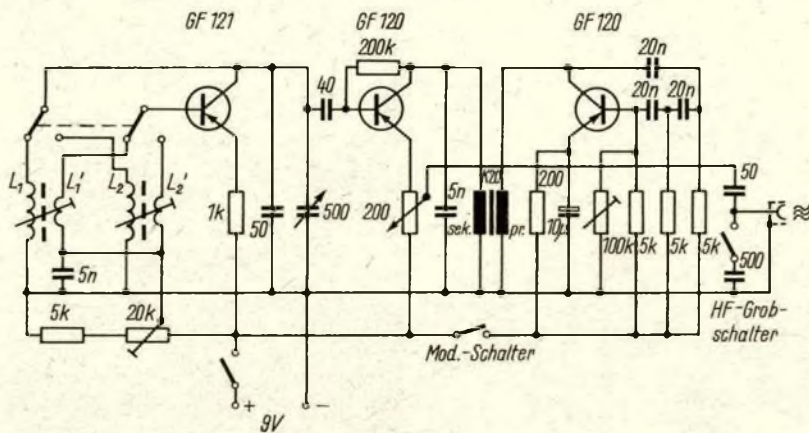 GF 121
GF 120
GF 120
200k
20n
20n
20n
40
L₁
L₁'
L₂
L₂'
1k
50
500
200
5n
K20
sek.
pr.
200
10µ
100k
5k
5k
5k
50
500
5n
5k
20k
HF-Grob-
schalter
Mod.-Schalter
+
−
9V